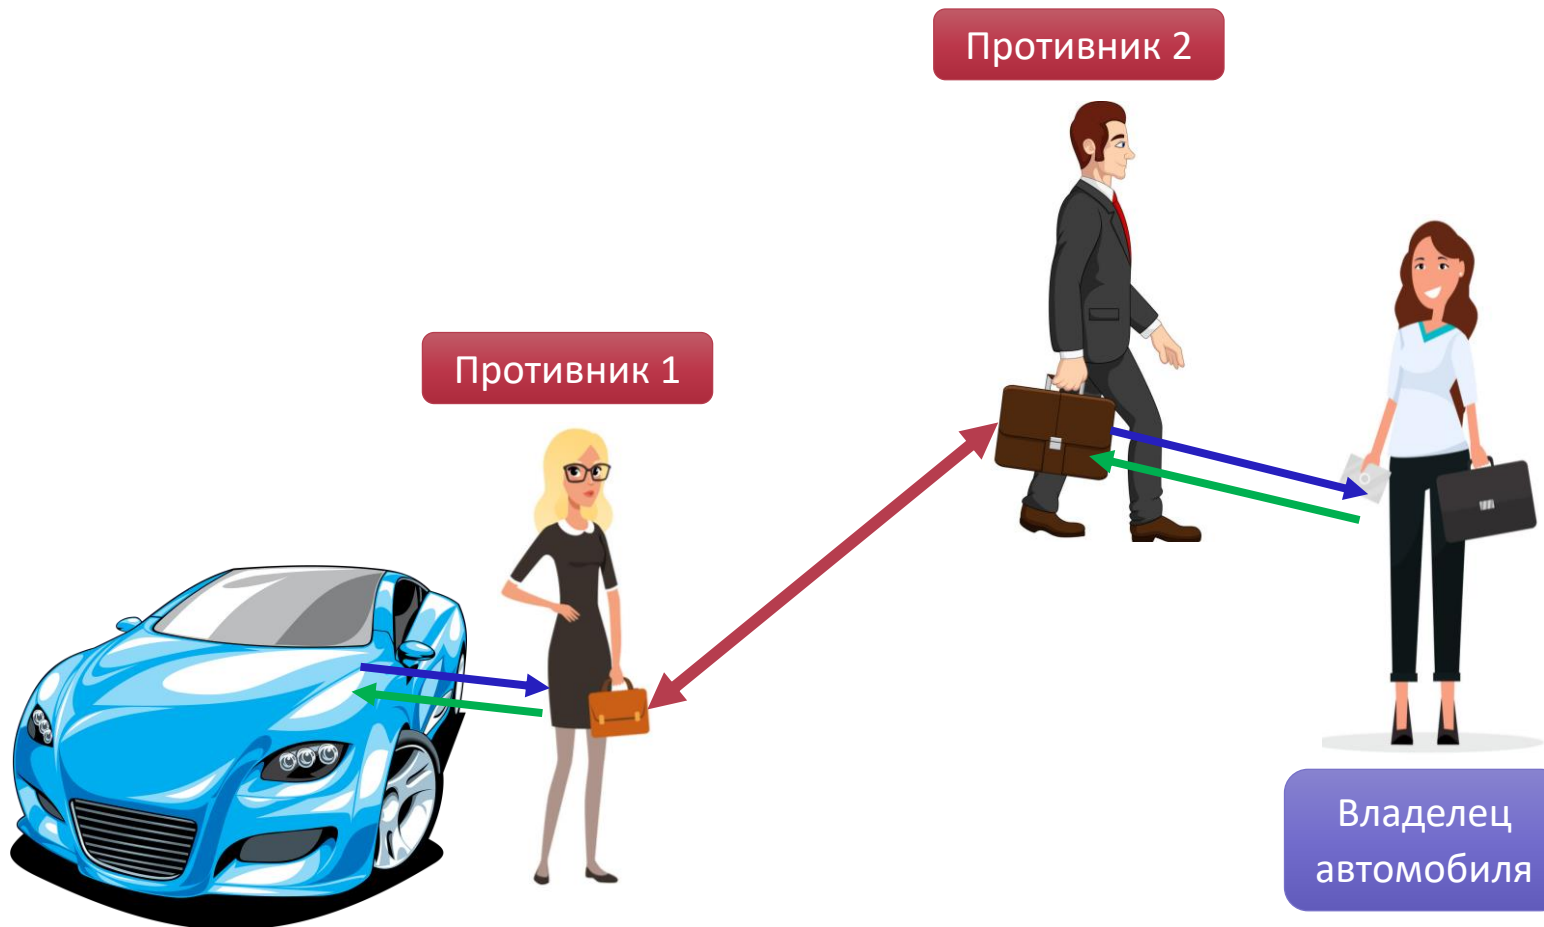 Противник 2
Противник 1
Владелец
автомобиля